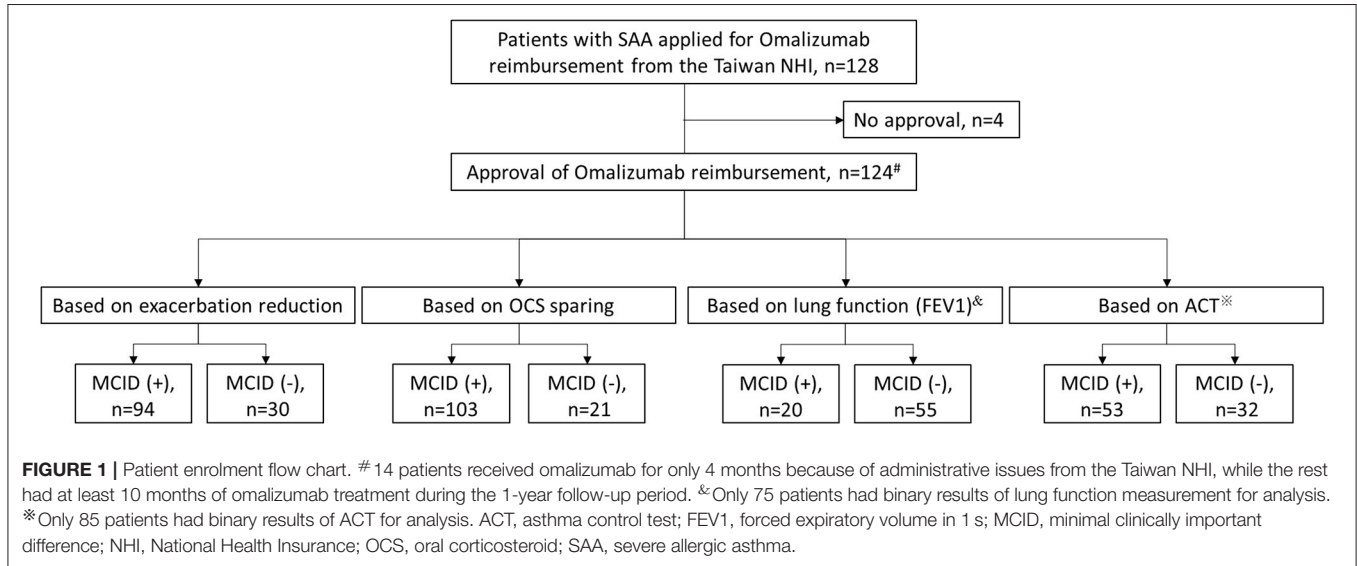 Patients with SAA applied for Omalizumab
reimbursement from the Taiwan NHI, n=128
No approval, n=4
Approval of Omalizumab reimbursement, n=124#
Based on exacerbation reduction
Based on OCS sparing
Based on lung function (FEV1)&
Based on ACT※
MCID (+),
n=94
MCID (-),
n=30
MCID (+),
n=103
MCID (-),
n=21
MCID (+),
n=20
MCID (-),
n=55
MCID (+),
n=53
MCID (-),
n=32
FIGURE 1 | Patient enrolment flow chart. #14 patients received omalizumab for only 4 months because of administrative issues from the Taiwan NHI, while the rest
had at least 10 months of omalizumab treatment during the 1-year follow-up period. &Only 75 patients had binary results of lung function measurement for analysis.
※Only 85 patients had binary results of ACT for analysis. ACT, asthma control test; FEV1, forced expiratory volume in 1 s; MCID, minimal clinically important
difference; NHI, National Health Insurance; OCS, oral corticosteroid; SAA, severe allergic asthma.